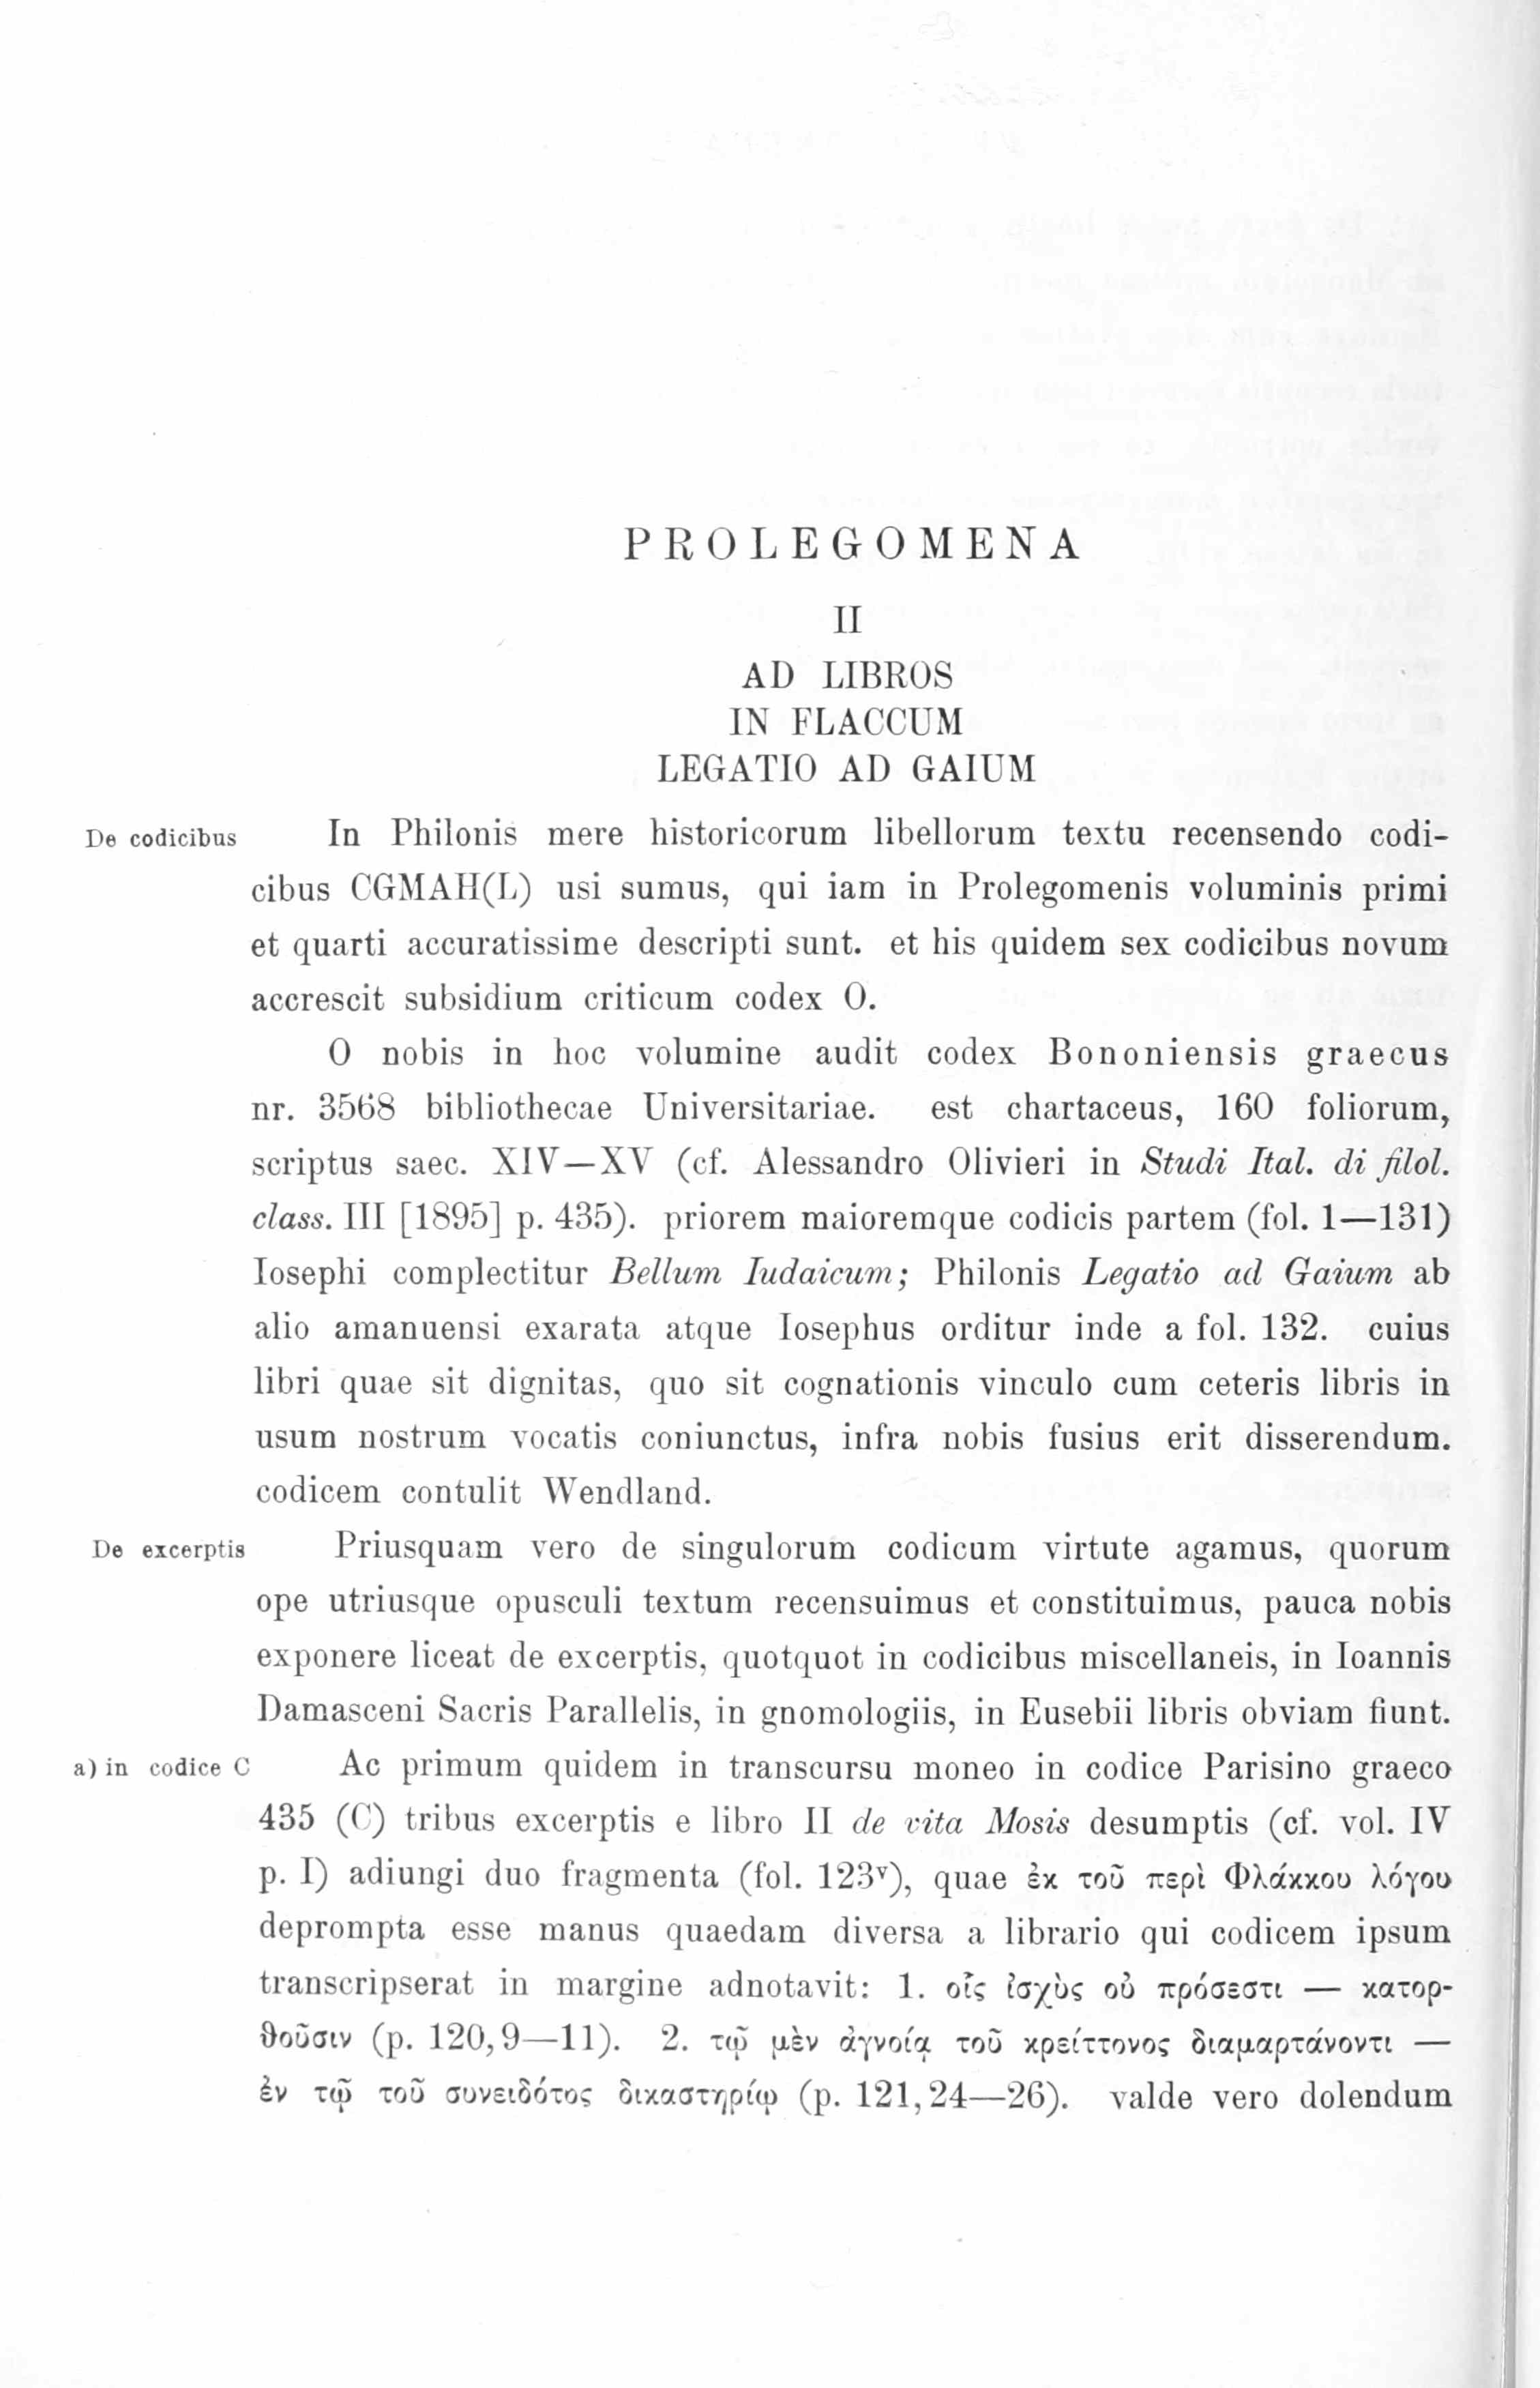 PROLEGOMENA
II
AD LIBROS
IN FLACCUM
LEGATIO AD GAIUM
De codicibus In Philonis mere historicorum libellorum textu recensendo codi-
cibus CGMAH(L) usi sumus, qui iam in Prolegomenis voluminis primi
et quarti accuratissime descripti sunt. et his quidem sex codicibus novum
accrescit subsidium criticum codex O.
O nobis in hoc volumine audit codex Bononiensis graecus
nr. 3568 bibliothecae Universitariae. est chartaceus, 160 foliorum,
scriptus saec. XIV—XV (cf. Alessandro Olivieri in Studi Ital. di filol.
class. III [1895] p. 435). priorem maioremque codicis partem (fol. 1—131)
Iosephi complectitur Bellum Iudaicum; Philonis Legatio ad Gaium ab
alio amanuensi exarata atque Iosephus orditur inde a fol. 132. cuius
libri quae sit dignitas, quo sit cognationis vinculo cum ceteris libris in
usum nostrum vocatis coniunctus, infra nobis fusius erit disserendum.
codicem contulit Wendland.
De excerptis Priusquam vero de singulorum codicum virtute agamus, quorum
ope utriusque opusculi textum recensuimus et constituimus, pauca nobis
exponere liceat de excerptis, quotquot in codicibus miscellaneis, in Ioannis
Damasceni Sacris Parallelis, in gnomologiis, in Eusebii libris obviam fiunt.
a) in codice C Ac primum quidem in transcursu moneo in codice Parisino graeco
435 (C) tribus excerptis e libro II de vita Mosis desumptis (cf. vol. IV
p. I) adiungi duo fragmenta (fol. 123ᵛ), quae ἐκ τοῦ περὶ Φλάκκου λόγου
deprompta esse manus quaedam diversa a librario qui codicem ipsum
transcripserat in margine adnotavit: 1. οἷς ἰσχὺς οὐ πρόσεστι — κατορ-
θοῦσιν (p. 120,9—11). 2. τῷ μὲν ἀγνοίᾳ τοῦ κρείττονος διαμαρτάνοντι —
ἐν τῷ τοῦ συνειδότος δικαστηρίῳ (p. 121,24—26). valde vero dolendum